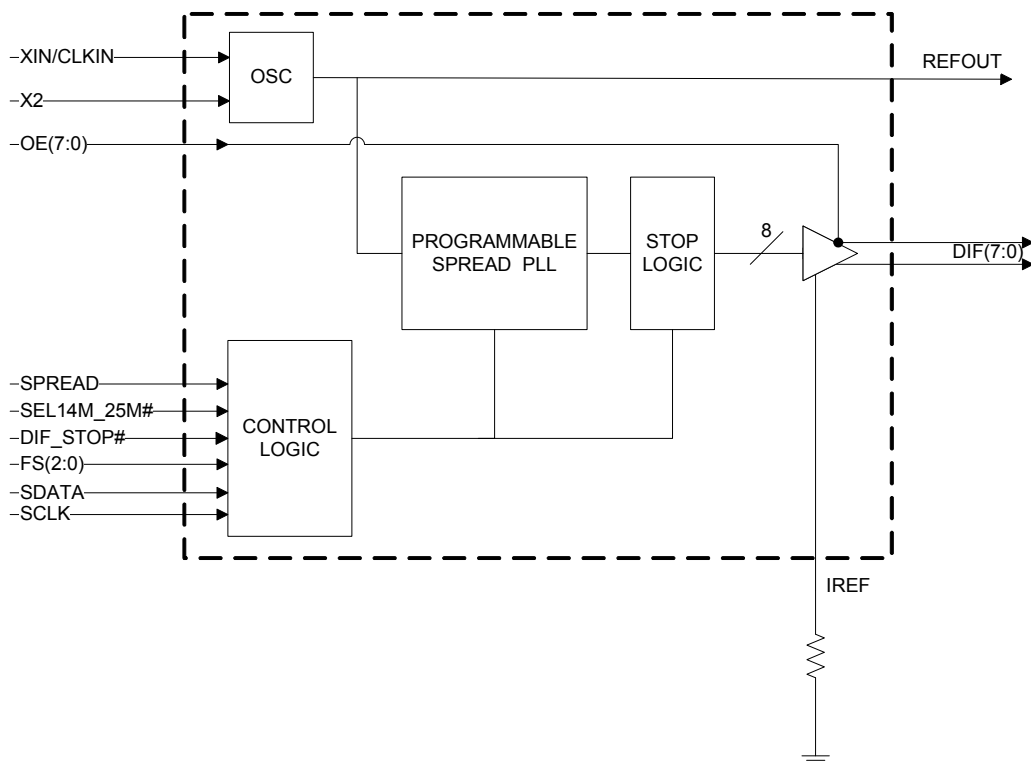 XIN/CLKIN
OSC
REFOUT
X2
OE(7:0)
PROGRAMMABLE
SPREAD PLL
STOP
LOGIC
8
DIF(7:0)
SPREAD
SEL14M_25M#
DIF_STOP#
FS(2:0)
SDATA
SCLK
CONTROL
LOGIC
IREF